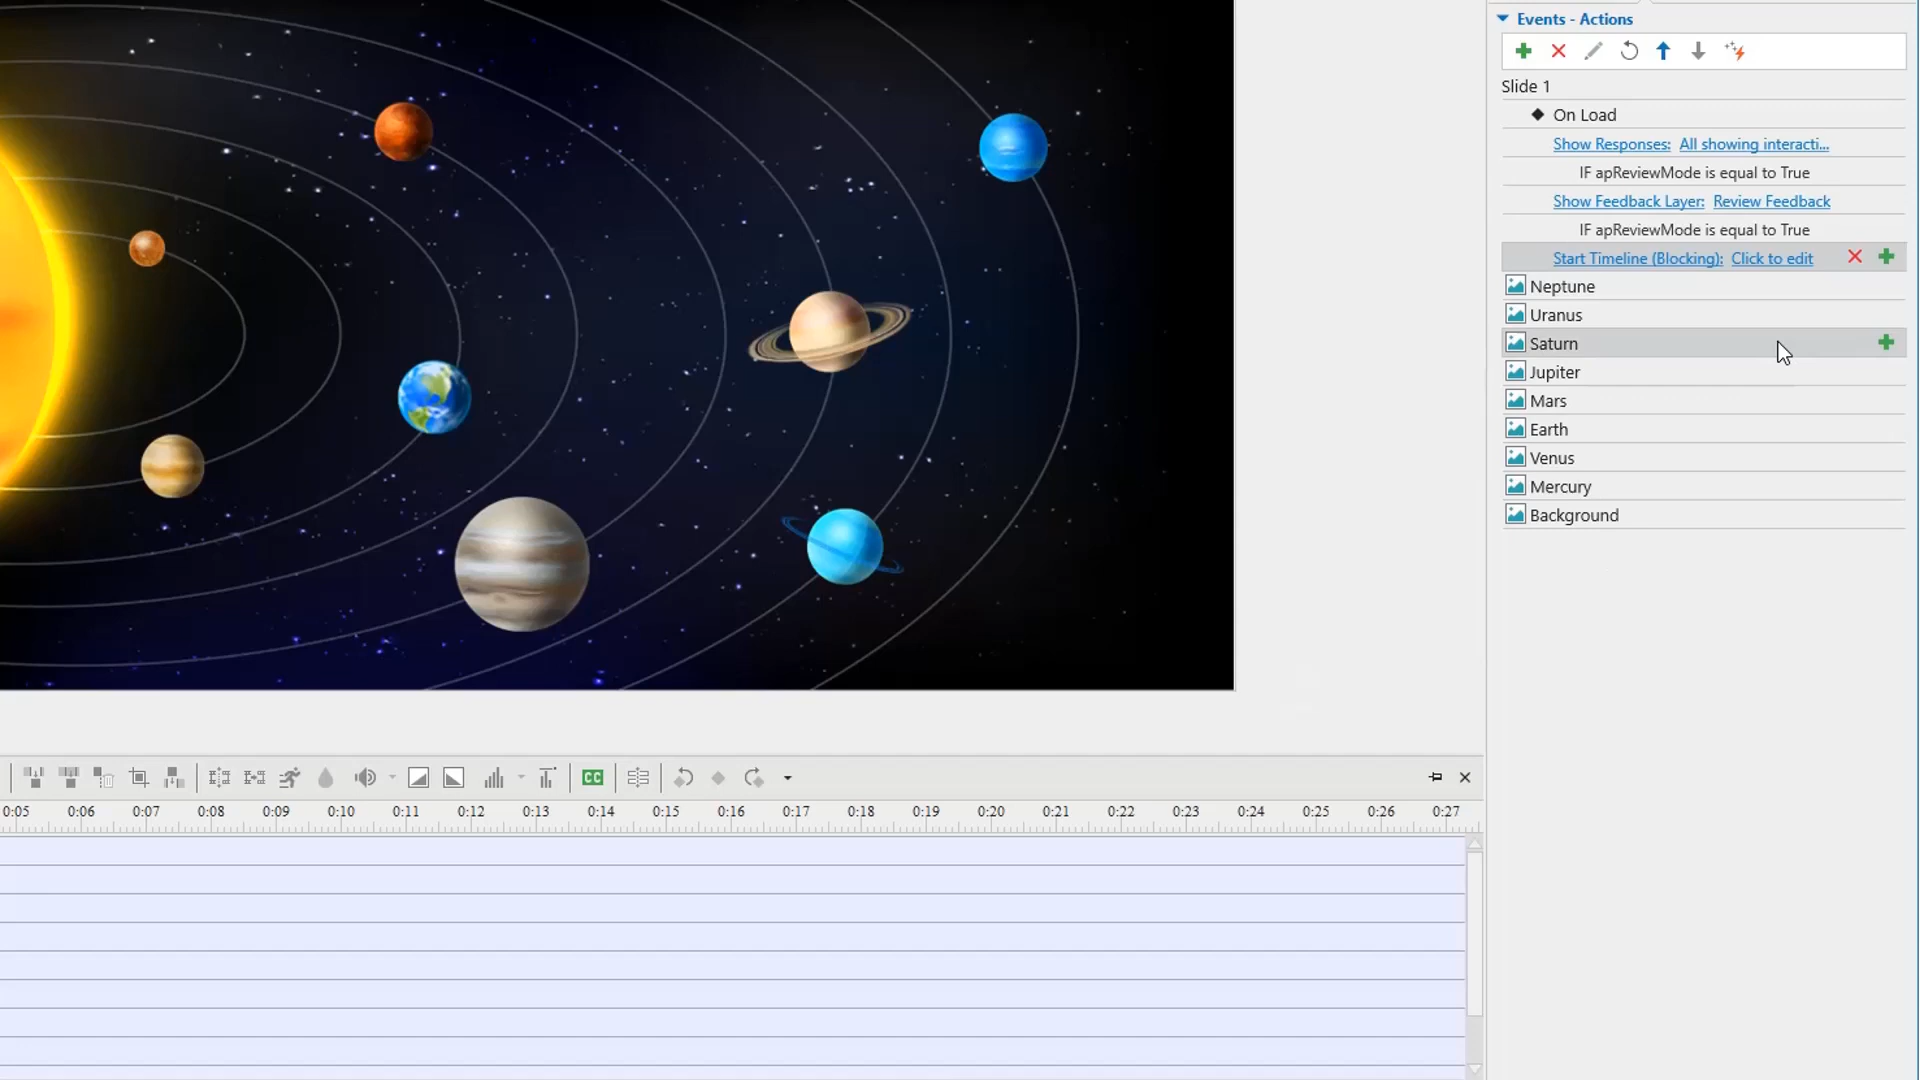 Events - Actions
Slide 1
On Load
Show Responses: All showing interacti...
IF apReviewMode is equal to True
Show Feedback Layer: Review Feedback
IF apReviewMode is equal to True
Start Timeline (Blocking): Click to edit
Neptune
Uranus
Saturn
Jupiter
Mars
Earth
Venus
Mercury
Background
CC
0:05 0:06 0:07 0:08 0:09 0:10 0:11 0:12 0:13 0:14 0:15 0:16 0:17 0:18 0:19 0:20 0:21 0:22 0:23 0:24 0:25 0:26 0:27